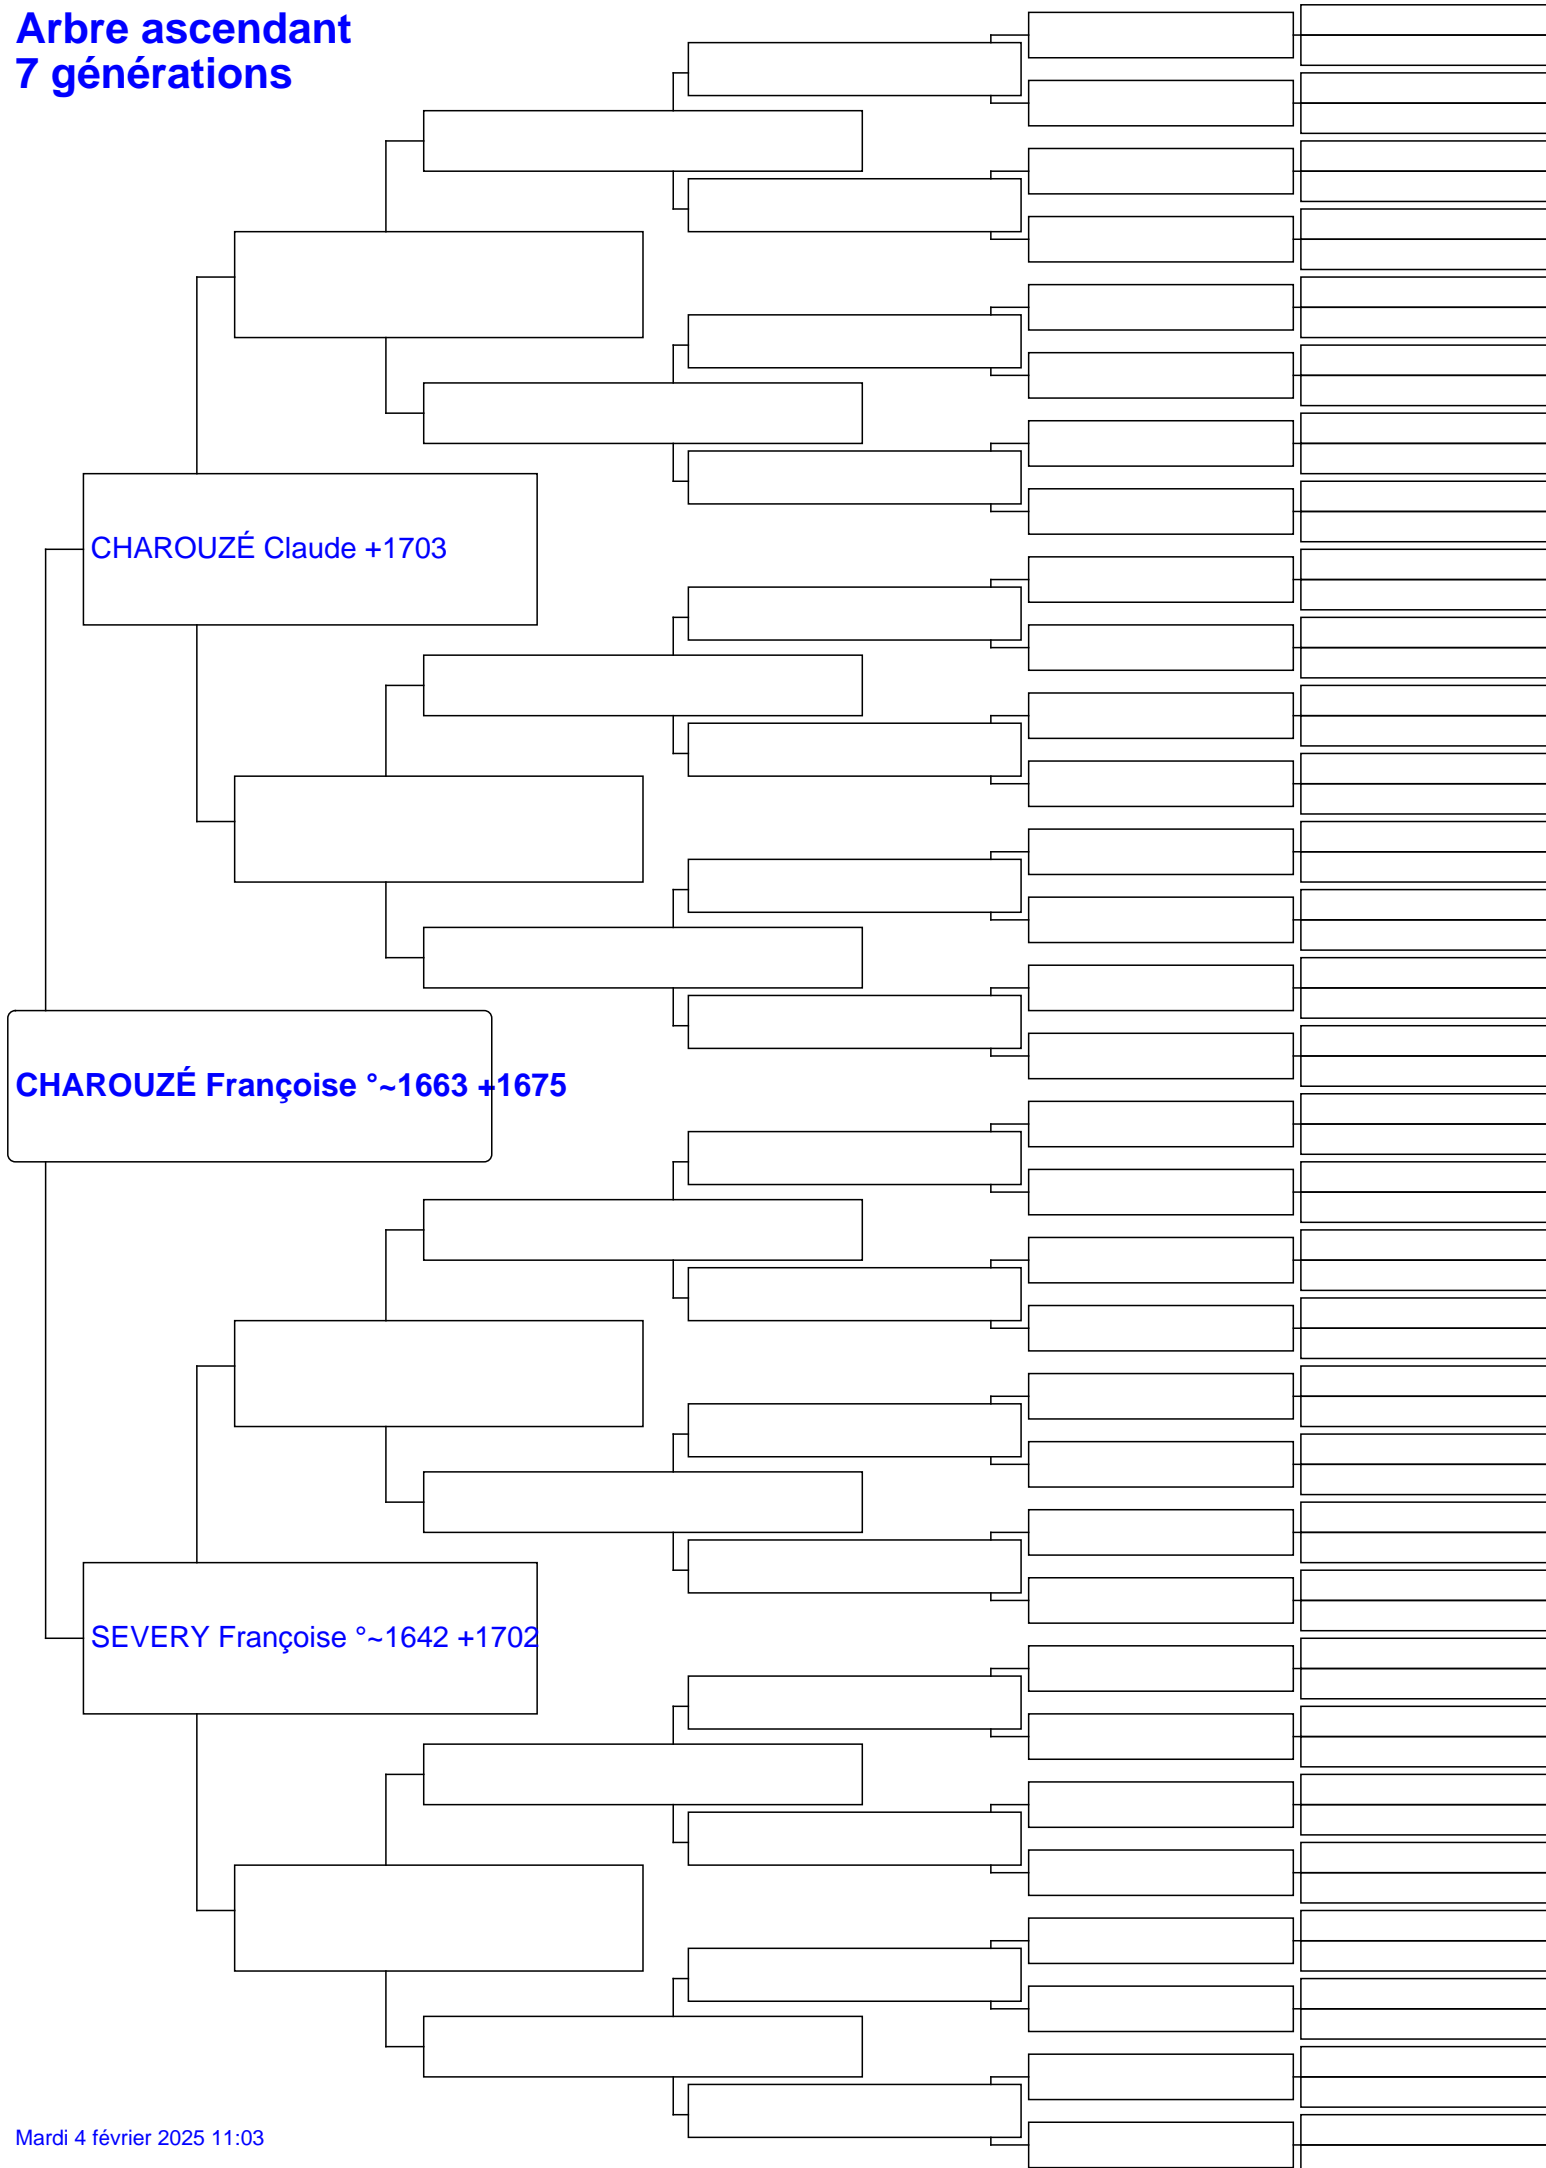 Arbre ascendant
7 générations
CHAROUZÉ Claude +1703
CHAROUZÉ Françoise °~1663 +1675
SEVERY Françoise °~1642 +1702
Mardi 4 février 2025 11:03